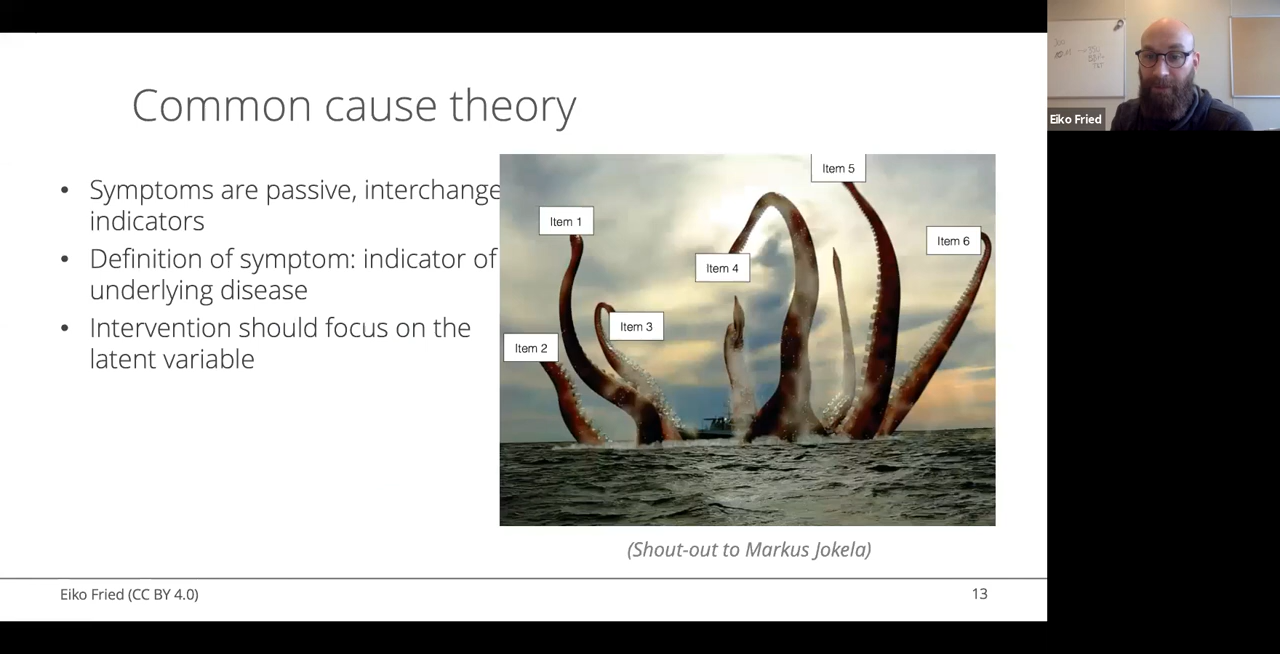 Common cause theory
• Symptoms are passive, interchange
indicators
• Definition of symptom: indicator of
underlying disease
• Intervention should focus on the
latent variable
Item 5
Item 1
Item 6
Item 4
Item 3
Item 2
(Shout-out to Markus Jokela)
Eiko Fried (CC BY 4.0)
13
Eiko Fried